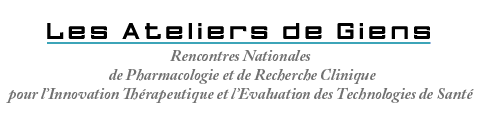 Les Ateliers de Giens
Rencontres Nationales
de Pharmacologie et de Recherche Clinique
pour l'Innovation Thérapeutique et l'Evaluation des Technologies de Santé